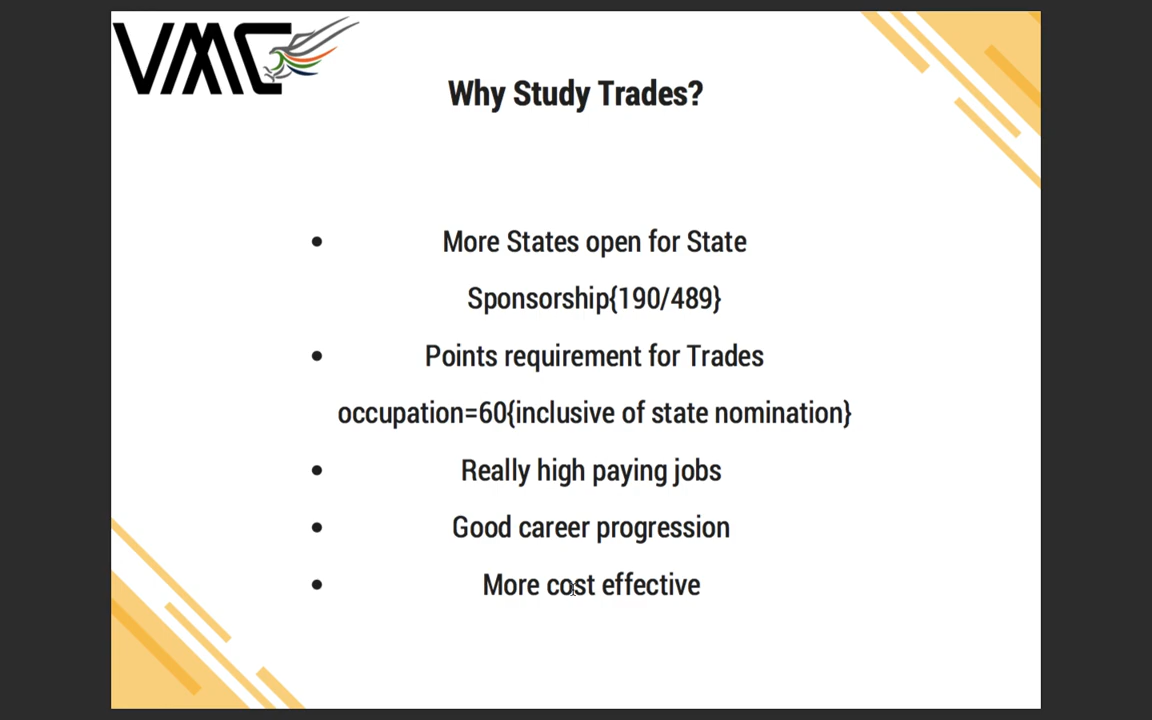 VMC
Why Study Trades?
• More States open for State
Sponsorship{190/489}
• Points requirement for Trades
occupation=60{inclusive of state nomination}
• Really high paying jobs
• Good career progression
• More cost effective